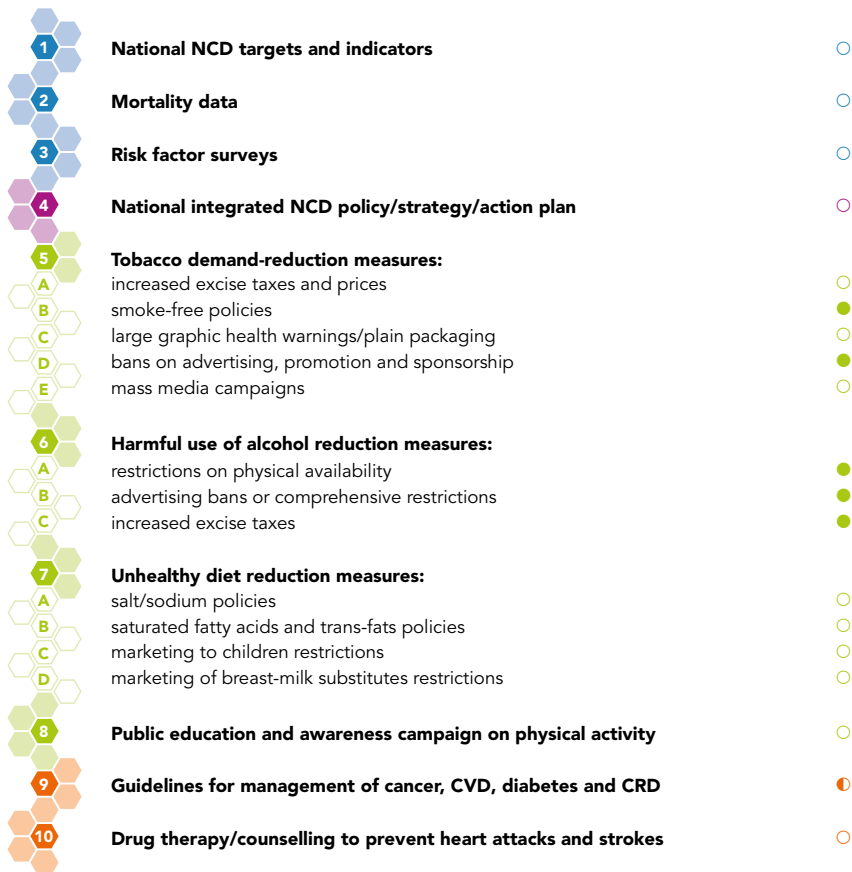 1 National NCD targets and indicators
2 Mortality data
3 Risk factor surveys
4 National integrated NCD policy/strategy/action plan
5 Tobacco demand-reduction measures:
A increased excise taxes and prices
B smoke-free policies
C large graphic health warnings/plain packaging
D bans on advertising, promotion and sponsorship
E mass media campaigns
6 Harmful use of alcohol reduction measures:
A restrictions on physical availability
B advertising bans or comprehensive restrictions
C increased excise taxes
7 Unhealthy diet reduction measures:
A salt/sodium policies
B saturated fatty acids and trans-fats policies
C marketing to children restrictions
D marketing of breast-milk substitutes restrictions
8 Public education and awareness campaign on physical activity
9 Guidelines for management of cancer, CVD, diabetes and CRD
10 Drug therapy/counselling to prevent heart attacks and strokes